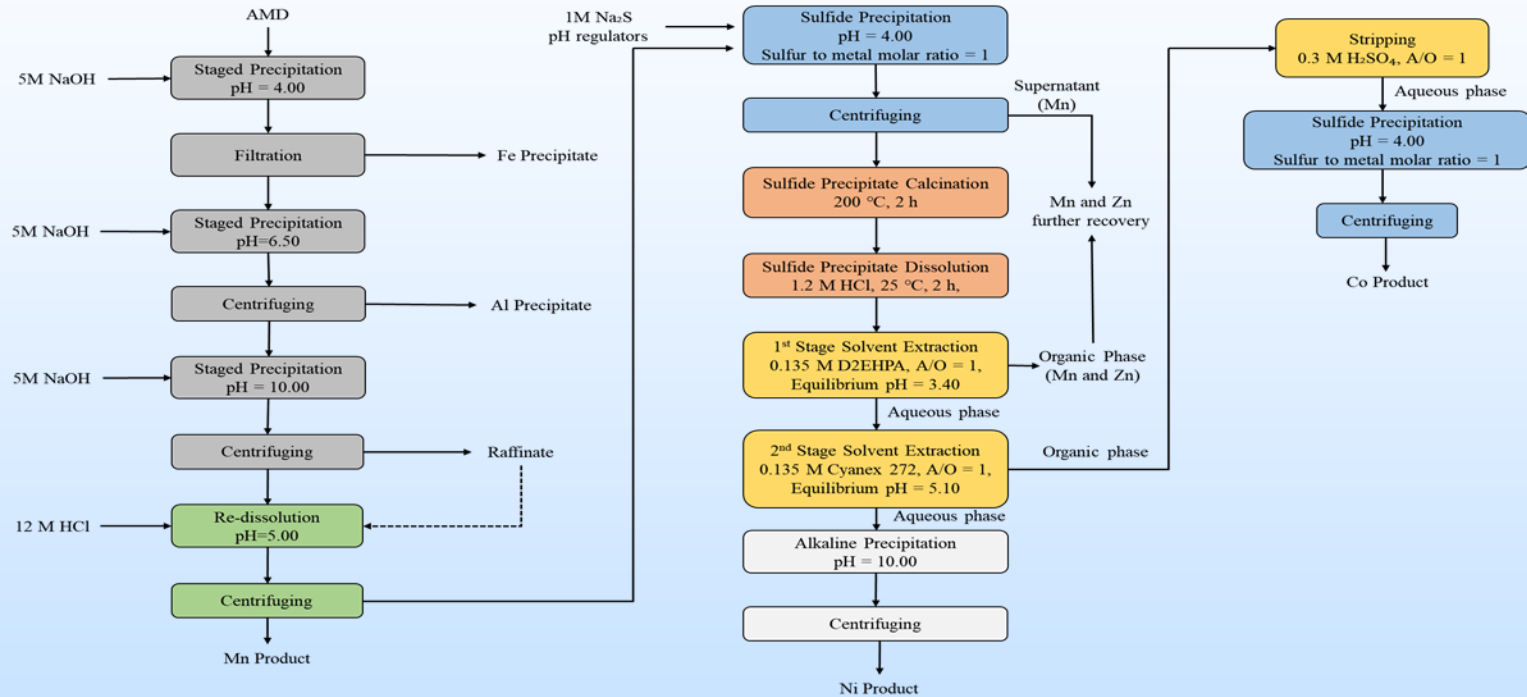 AMD
5M NaOH
Staged Precipitation
pH = 4.00
Filtration
Fe Precipitate
5M NaOH
Staged Precipitation
pH=6.50
Centrifuging
Al Precipitate
5M NaOH
Staged Precipitation
pH = 10.00
Centrifuging
Raffinate
12 M HCl
Re-dissolution
pH=5.00
Centrifuging
Mn Product
1M Na₂S
pH regulators
Sulfide Precipitation
pH = 4.00
Sulfur to metal molar ratio = 1
Centrifuging
Supernatant
(Mn)
Sulfide Precipitate Calcination
200 °C, 2 h
Mn and Zn
further recovery
Sulfide Precipitate Dissolution
1.2 M HCl, 25 °C, 2 h,
1st Stage Solvent Extraction
0.135 M D2EHPA, A/O = 1,
Equilibrium pH = 3.40
Organic Phase
(Mn and Zn)
Aqueous phase
2nd Stage Solvent Extraction
0.135 M Cyanex 272, A/O = 1,
Equilibrium pH = 5.10
Organic phase
Aqueous phase
Alkaline Precipitation
pH = 10.00
Centrifuging
Ni Product
Stripping
0.3 M H₂SO₄, A/O = 1
Aqueous phase
Sulfide Precipitation
pH = 4.00
Sulfur to metal molar ratio = 1
Centrifuging
Co Product